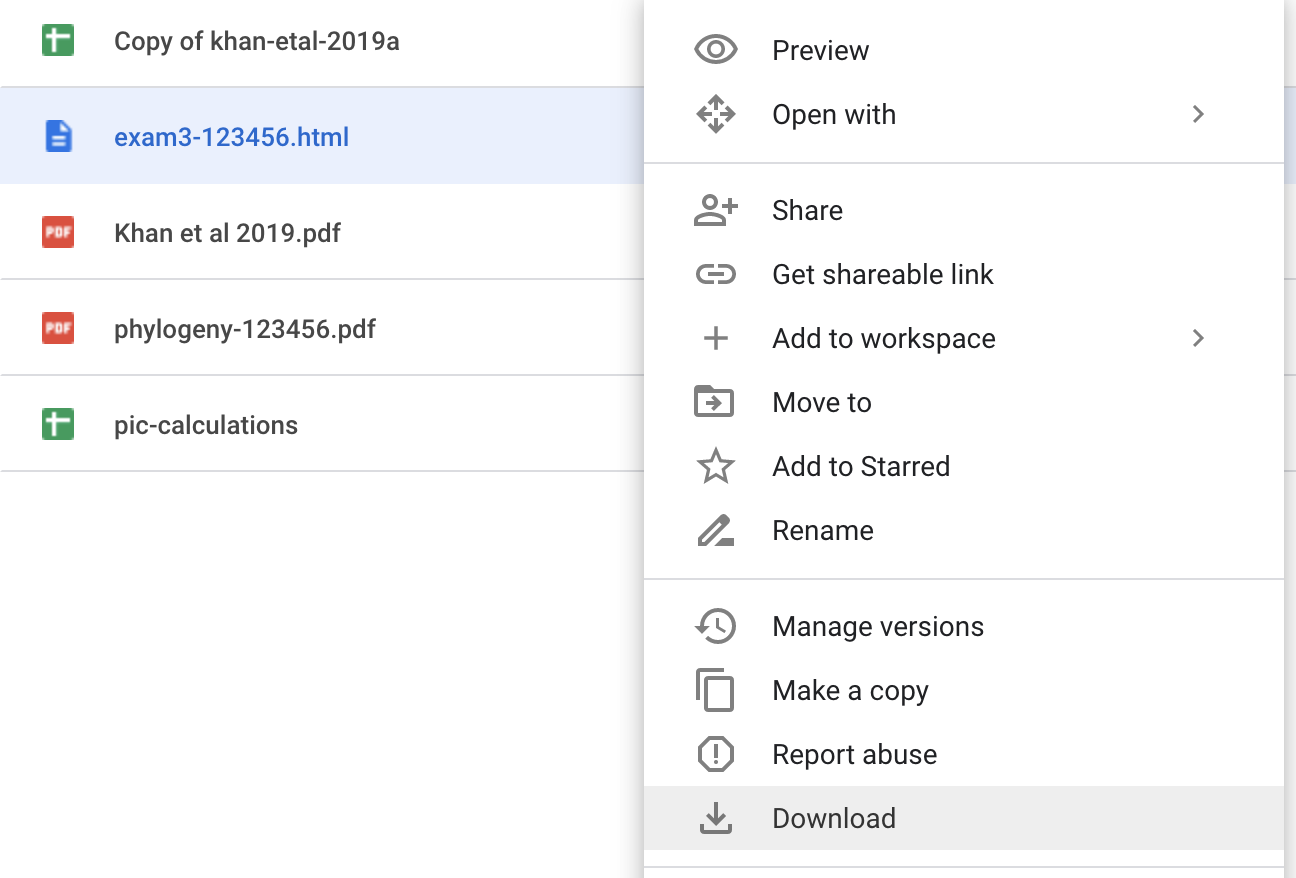 Copy of khan-etal-2019a
exam3-123456.html
PDF Khan et al 2019.pdf
PDF phylogeny-123456.pdf
pic-calculations
Preview
Open with
Share
Get shareable link
Add to workspace
Move to
Add to Starred
Rename
Manage versions
Make a copy
Report abuse
Download